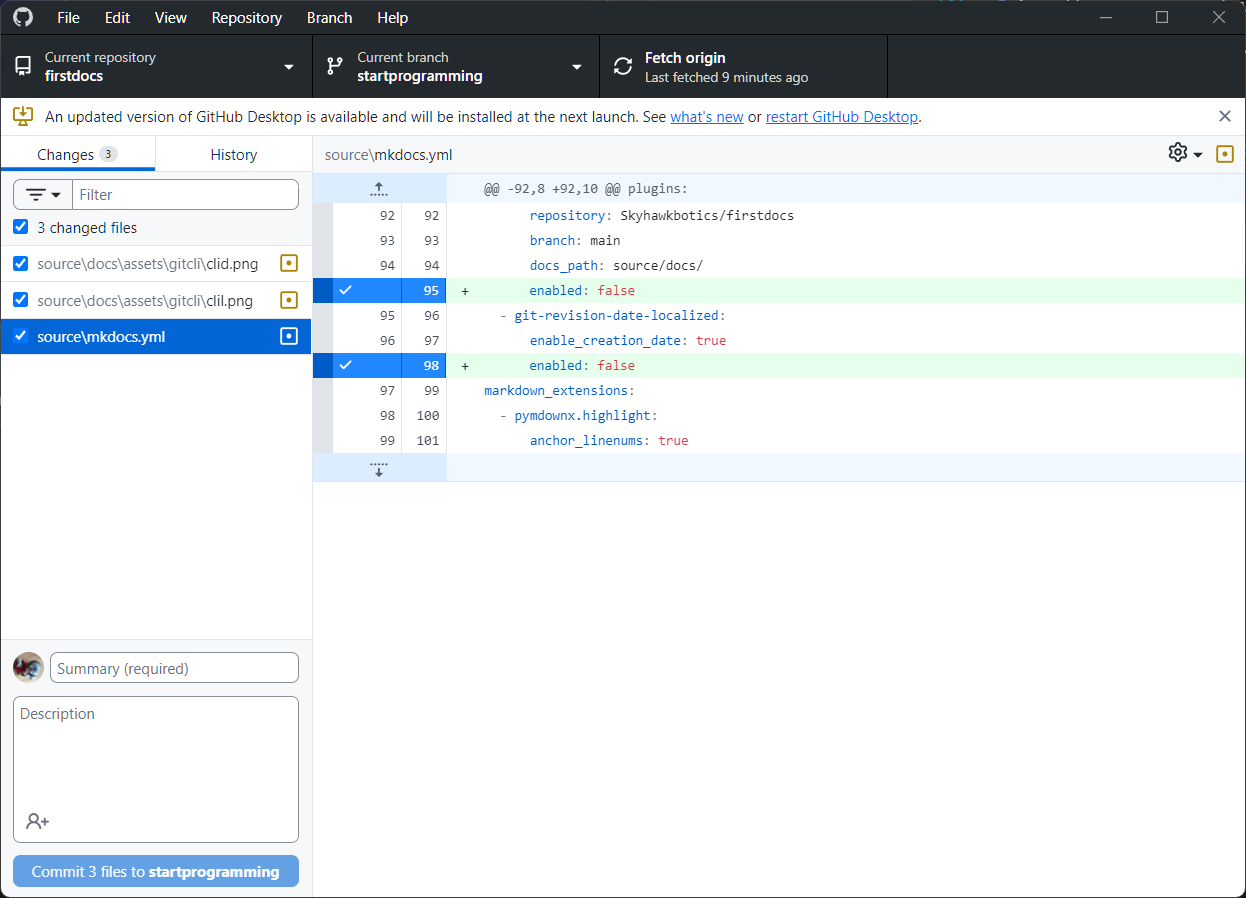 File Edit View Repository Branch Help
Current repository
firstdocs
Current branch
startprogramming
Fetch origin
Last fetched 9 minutes ago
An updated version of GitHub Desktop is available and will be installed at the next launch. See what's new or restart GitHub Desktop.
Changes 3 History
Filter
3 changed files
source\docs\assets\gitcli\clid.png
source\docs\assets\gitcli\clil.png
source\mkdocs.yml
source\mkdocs.yml
@@ -92,8 +92,10 @@ plugins:
92 92 repository: Skyhawkbotics/firstdocs
93 93 branch: main
94 94 docs_path: source/docs/
95 + enabled: false
95 96 - git-revision-date-localized:
96 97 enable_creation_date: true
98 + enabled: false
97 99 markdown_extensions:
98 100 - pymdownx.highlight:
99 101 anchor_linenums: true
Summary (required)
Description
Commit 3 files to startprogramming